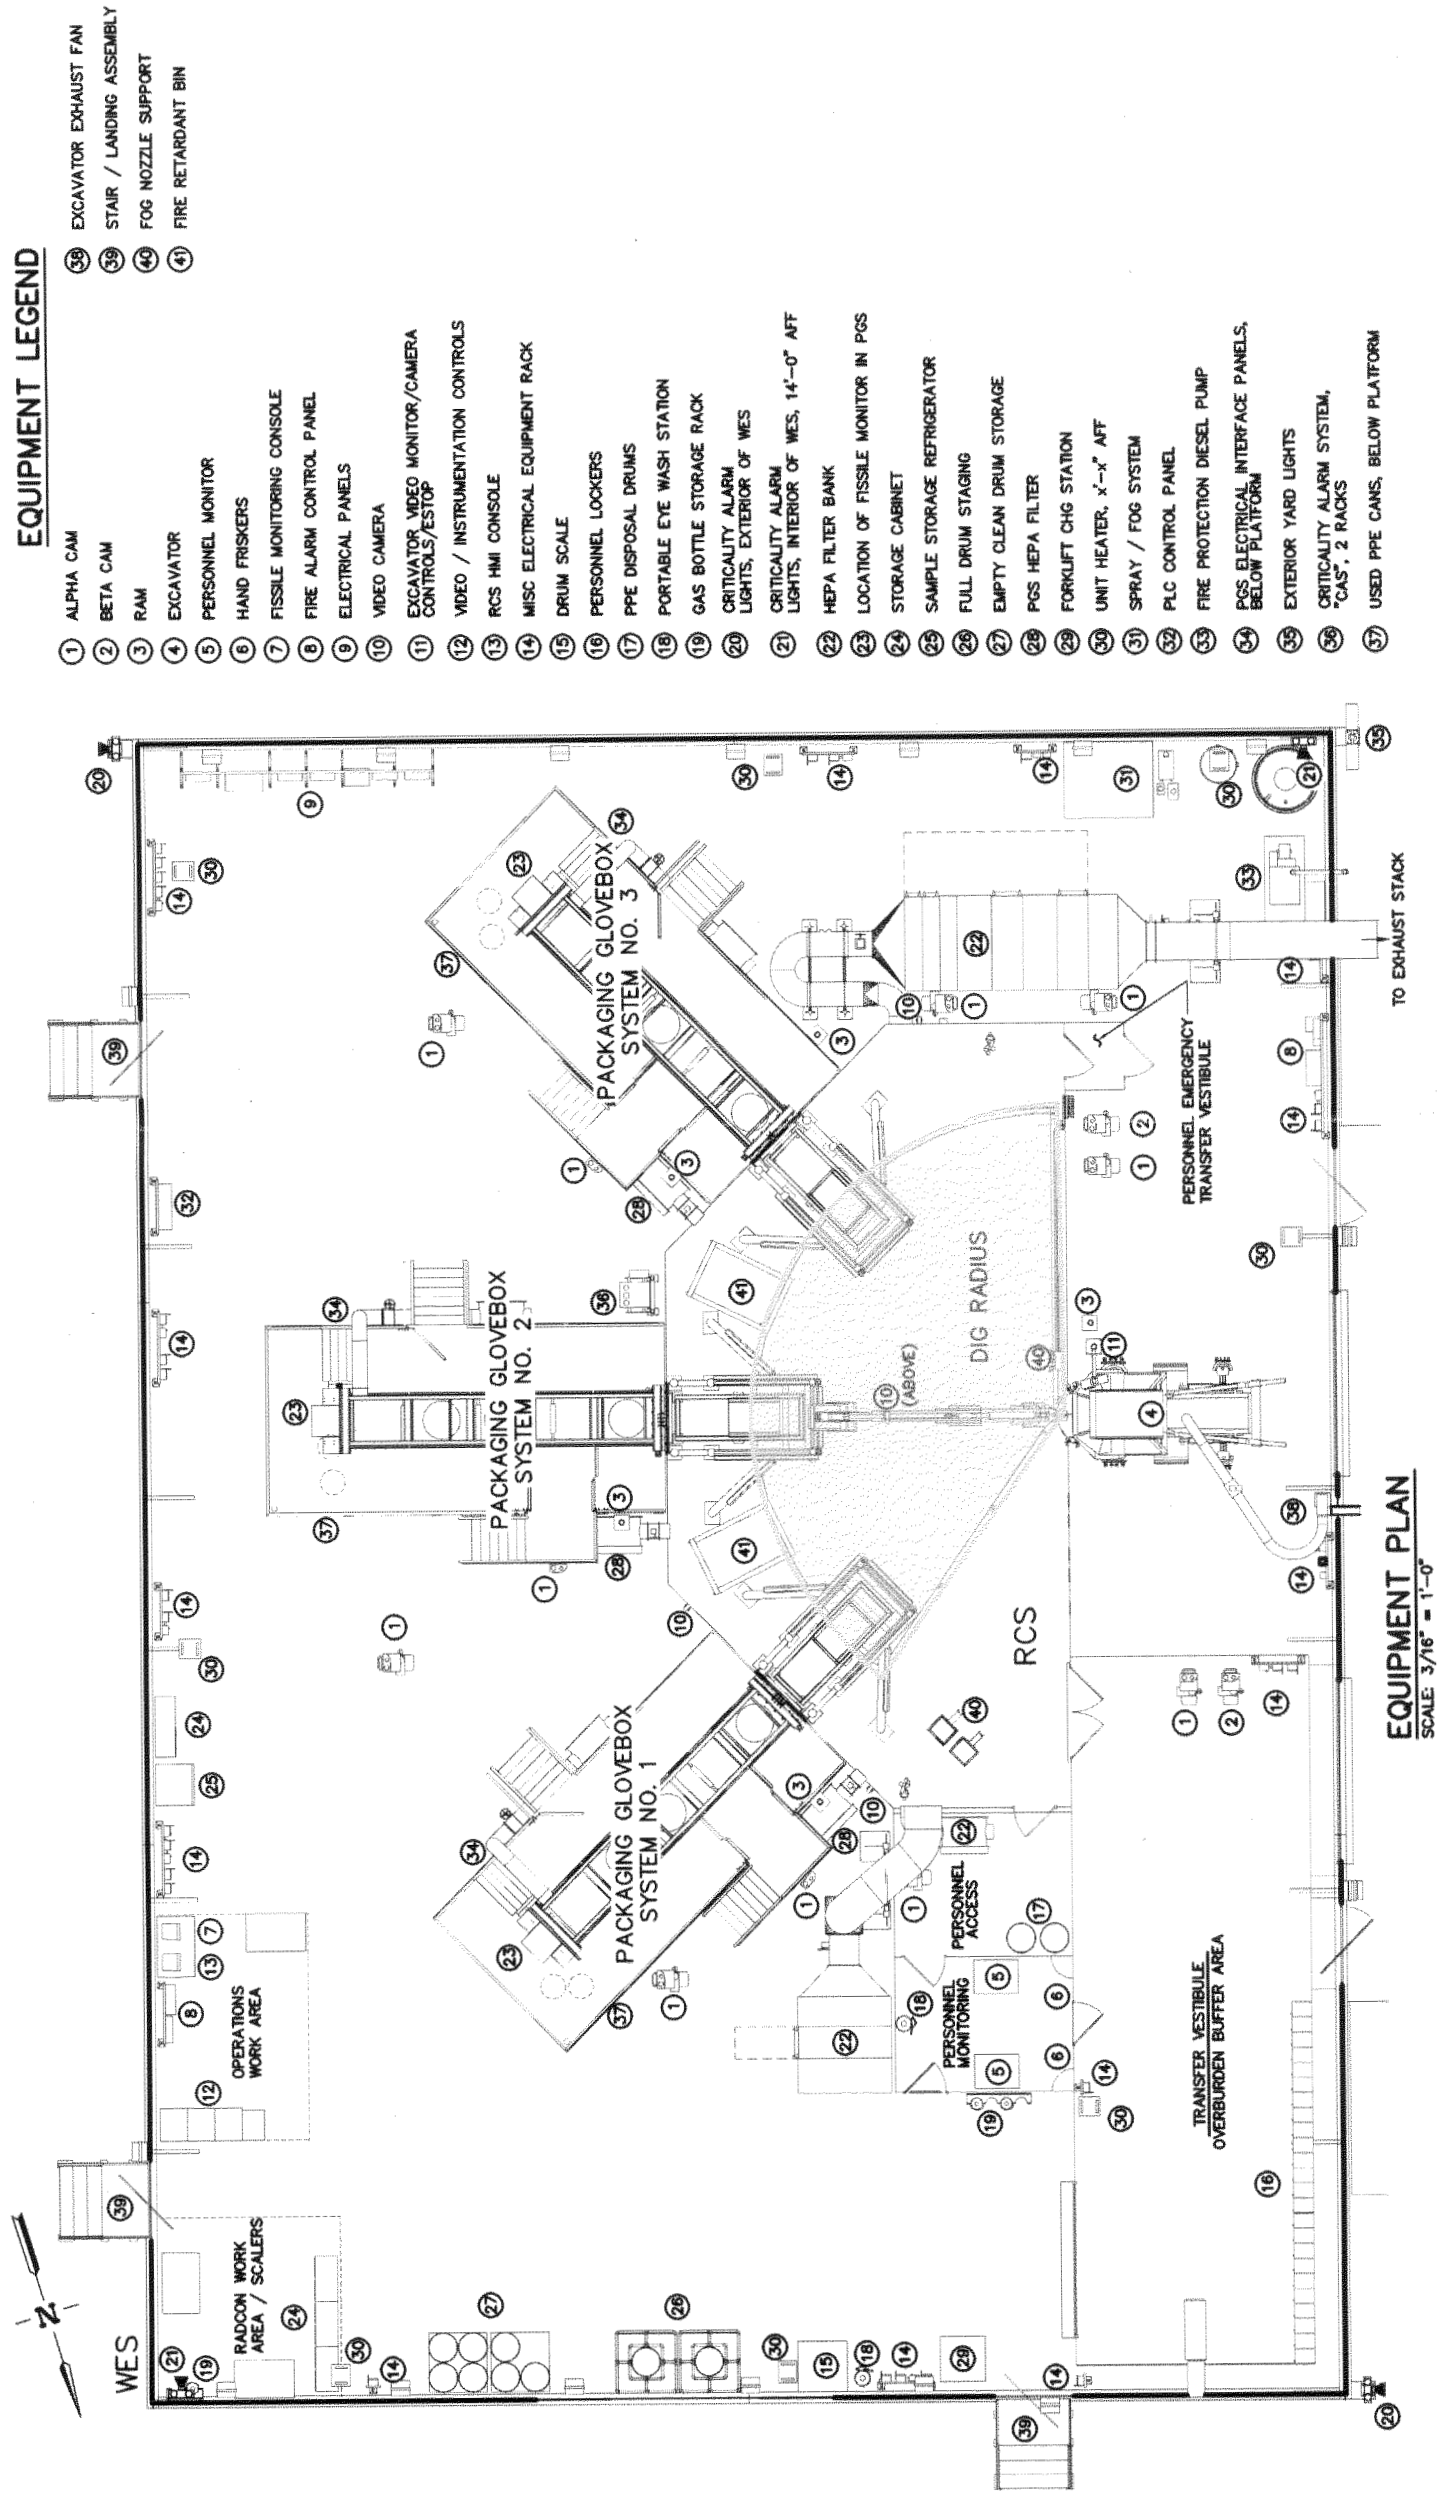 EQUIPMENT LEGEND
1 ALPHA CAM
2 BETA CAM
3 RAM
4 EXCAVATOR
5 PERSONNEL MONITOR
6 HAND FRISKERS
7 FISSILE MONITORING CONSOLE
8 FIRE ALARM CONTROL PANEL
9 ELECTRICAL PANELS
10 VIDEO CAMERA
11 EXCAVATOR VIDEO MONITOR/CAMERA
CONTROLS/ESTOP
12 VIDEO / INSTRUMENTATION CONTROLS
13 RCS HMI CONSOLE
14 MISC ELECTRICAL EQUIPMENT RACK
15 DRUM SCALE
16 PERSONNEL LOCKERS
17 PPE DISPOSAL DRUMS
18 PORTABLE EYE WASH STATION
19 GAS BOTTLE STORAGE RACK
20 CRITICALITY ALARM
LIGHTS, EXTERIOR OF WES
21 CRITICALITY ALARM
LIGHTS, INTERIOR OF WES, 14'-0" AFF
22 HEPA FILTER BANK
23 LOCATION OF FISSILE MONITOR IN PGS
24 STORAGE CABINET
25 SAMPLE STORAGE REFRIGERATOR
26 FULL DRUM STAGING
27 EMPTY CLEAN DRUM STORAGE
28 PGS HEPA FILTER
29 FORKLIFT CHG STATION
30 UNIT HEATER, x'-x" AFF
31 SPRAY / FOG SYSTEM
32 PLC CONTROL PANEL
33 FIRE PROTECTION DIESEL PUMP
34 PGS ELECTRICAL INTERFACE PANELS,
BELOW PLATFORM
35 EXTERIOR YARD LIGHTS
36 CRITICALITY ALARM SYSTEM,
"CAS", 2 RACKS
37 USED PPE CANS, BELOW PLATFORM
38 EXCAVATOR EXHAUST FAN
39 STAIR / LANDING ASSEMBLY
40 FOG NOZZLE SUPPORT
41 FIRE RETARDANT BIN
WES
N
RADCON WORK
AREA / SCALERS
OPERATIONS
WORK AREA
PACKAGING GLOVEBOX
SYSTEM NO. 1
PACKAGING GLOVEBOX
SYSTEM NO. 2
PACKAGING GLOVEBOX
SYSTEM NO. 3
PERSONNEL
MONITORING
PERSONNEL
ACCESS
RCS
10
(ABOVE)
DIG RADIUS
PERSONNEL EMERGENCY
TRANSFER VESTIBULE
TRANSFER VESTIBULE
OVERBURDEN BUFFER AREA
TO EXHAUST STACK
EQUIPMENT PLAN
SCALE: 3/16" = 1'-0"